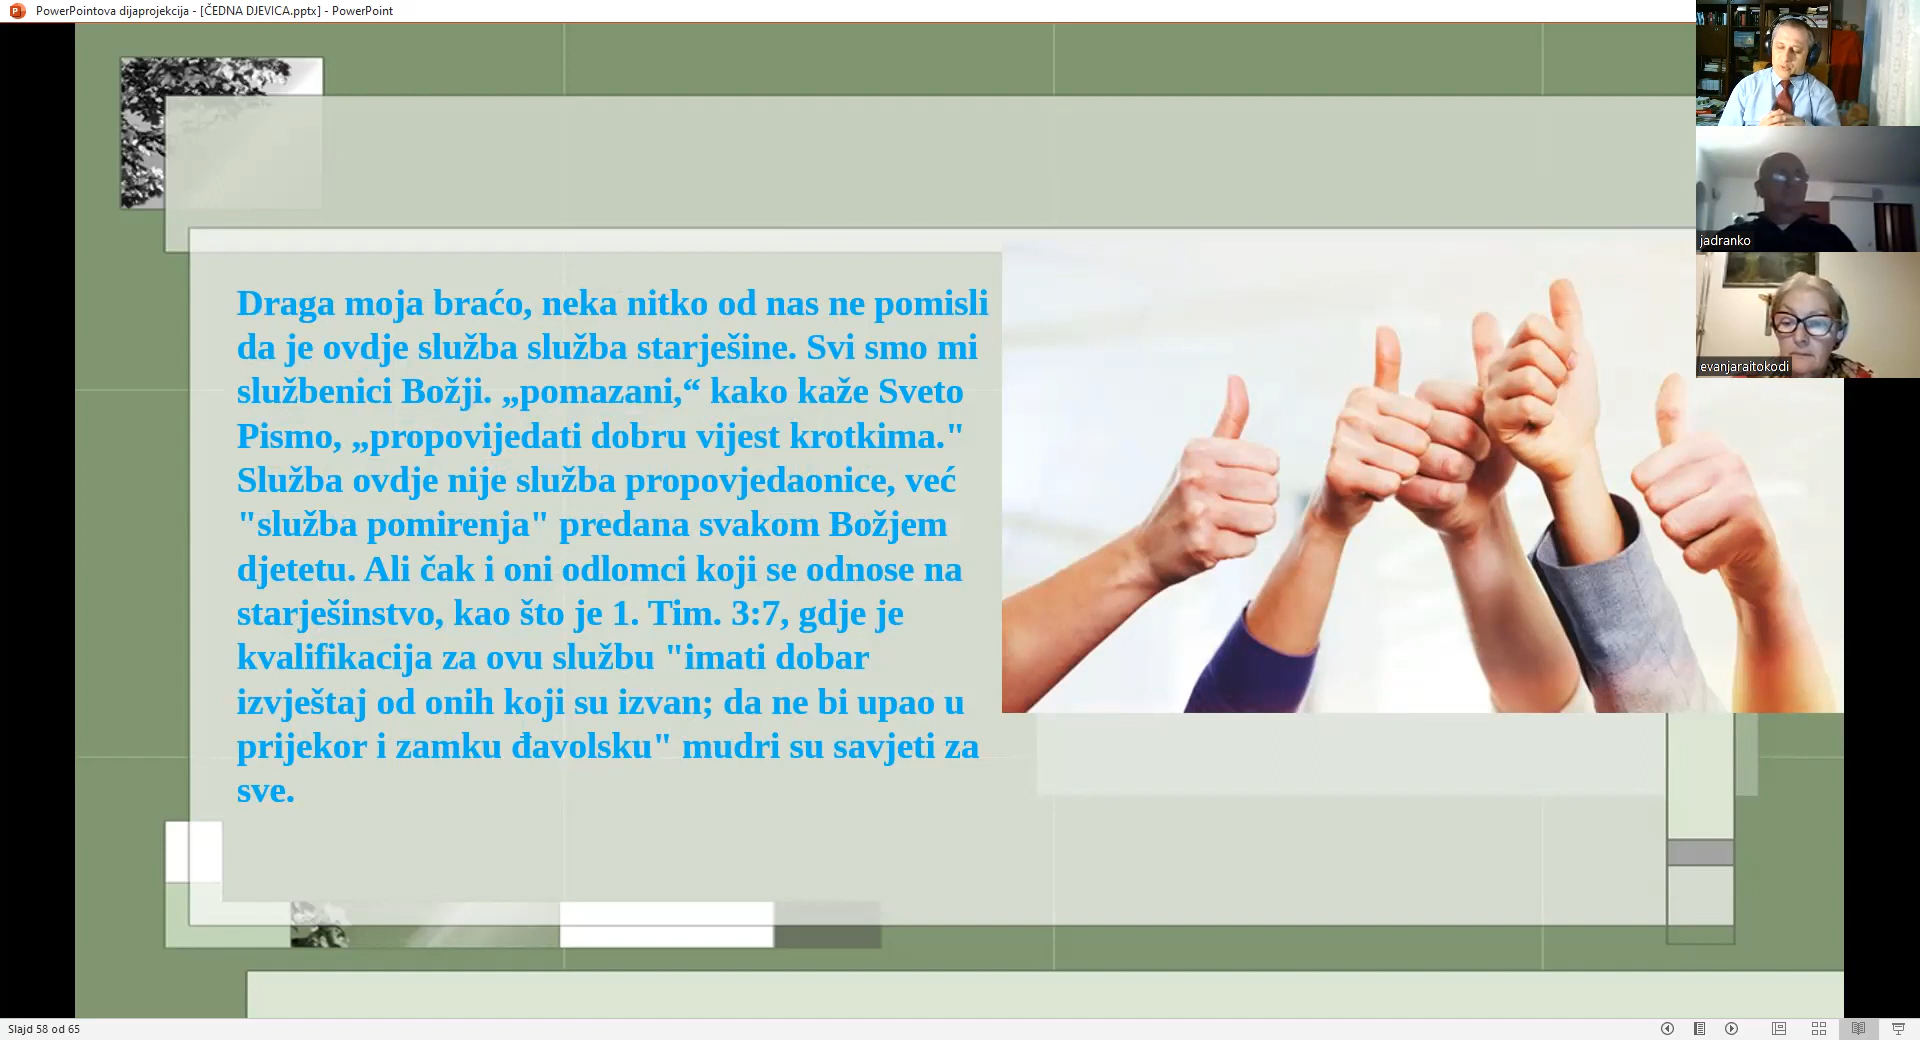 PowerPointova dijaprojekcija - [ČEDNA DJEVICA.pptx] - PowerPoint
jadranko
evanjaraitokodi
Draga moja braćo, neka nitko od nas ne pomisli
da je ovdje služba služba starješine. Svi smo mi
službenici Božji. „pomazani,“ kako kaže Sveto
Pismo, „propovijedati dobru vijest krotkima."
Služba ovdje nije služba propovjedaonice, već
"služba pomirenja" predana svakom Božjem
djetetu. Ali čak i oni odlomci koji se odnose na
starješinstvo, kao što je 1. Tim. 3:7, gdje je
kvalifikacija za ovu službu "imati dobar
izvještaj od onih koji su izvan; da ne bi upao u
prijekor i zamku đavolsku" mudri su savjeti za
sve.
Slajd 58 od 65